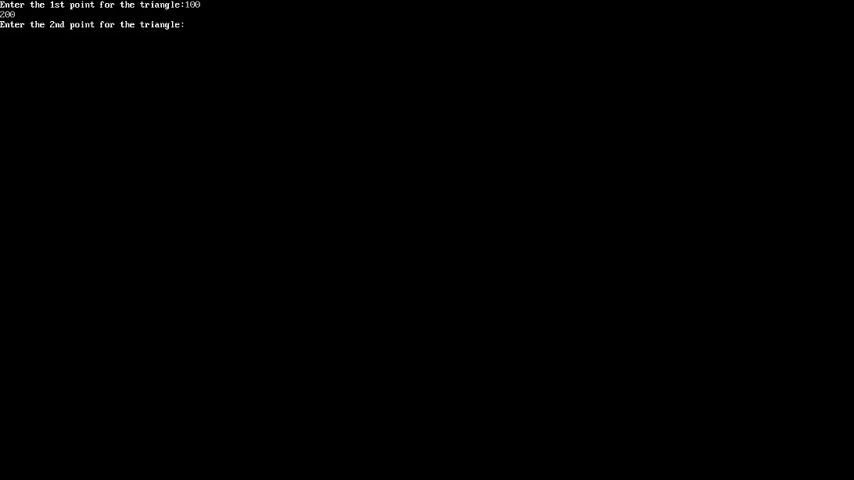 Enter the 1st point for the triangle:100
200
Enter the 2nd point for the triangle: